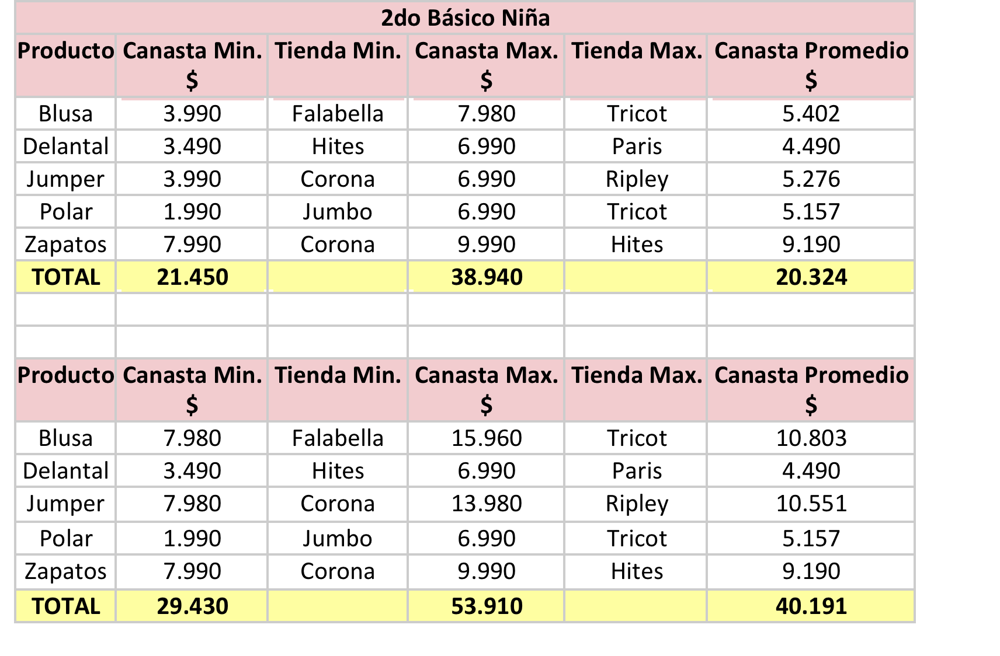 2do Básico Niña
Producto Canasta Min. Tienda Min. Canasta Max. Tienda Max. Canasta Promedio
$ $ $
Blusa 3.990 Falabella 7.980 Tricot 5.402
Delantal 3.490 Hites 6.990 Paris 4.490
Jumper 3.990 Corona 6.990 Ripley 5.276
Polar 1.990 Jumbo 6.990 Tricot 5.157
Zapatos 7.990 Corona 9.990 Hites 9.190
TOTAL 21.450 38.940 20.324
Producto Canasta Min. Tienda Min. Canasta Max. Tienda Max. Canasta Promedio
$ $ $
Blusa 7.980 Falabella 15.960 Tricot 10.803
Delantal 3.490 Hites 6.990 Paris 4.490
Jumper 7.980 Corona 13.980 Ripley 10.551
Polar 1.990 Jumbo 6.990 Tricot 5.157
Zapatos 7.990 Corona 9.990 Hites 9.190
TOTAL 29.430 53.910 40.191